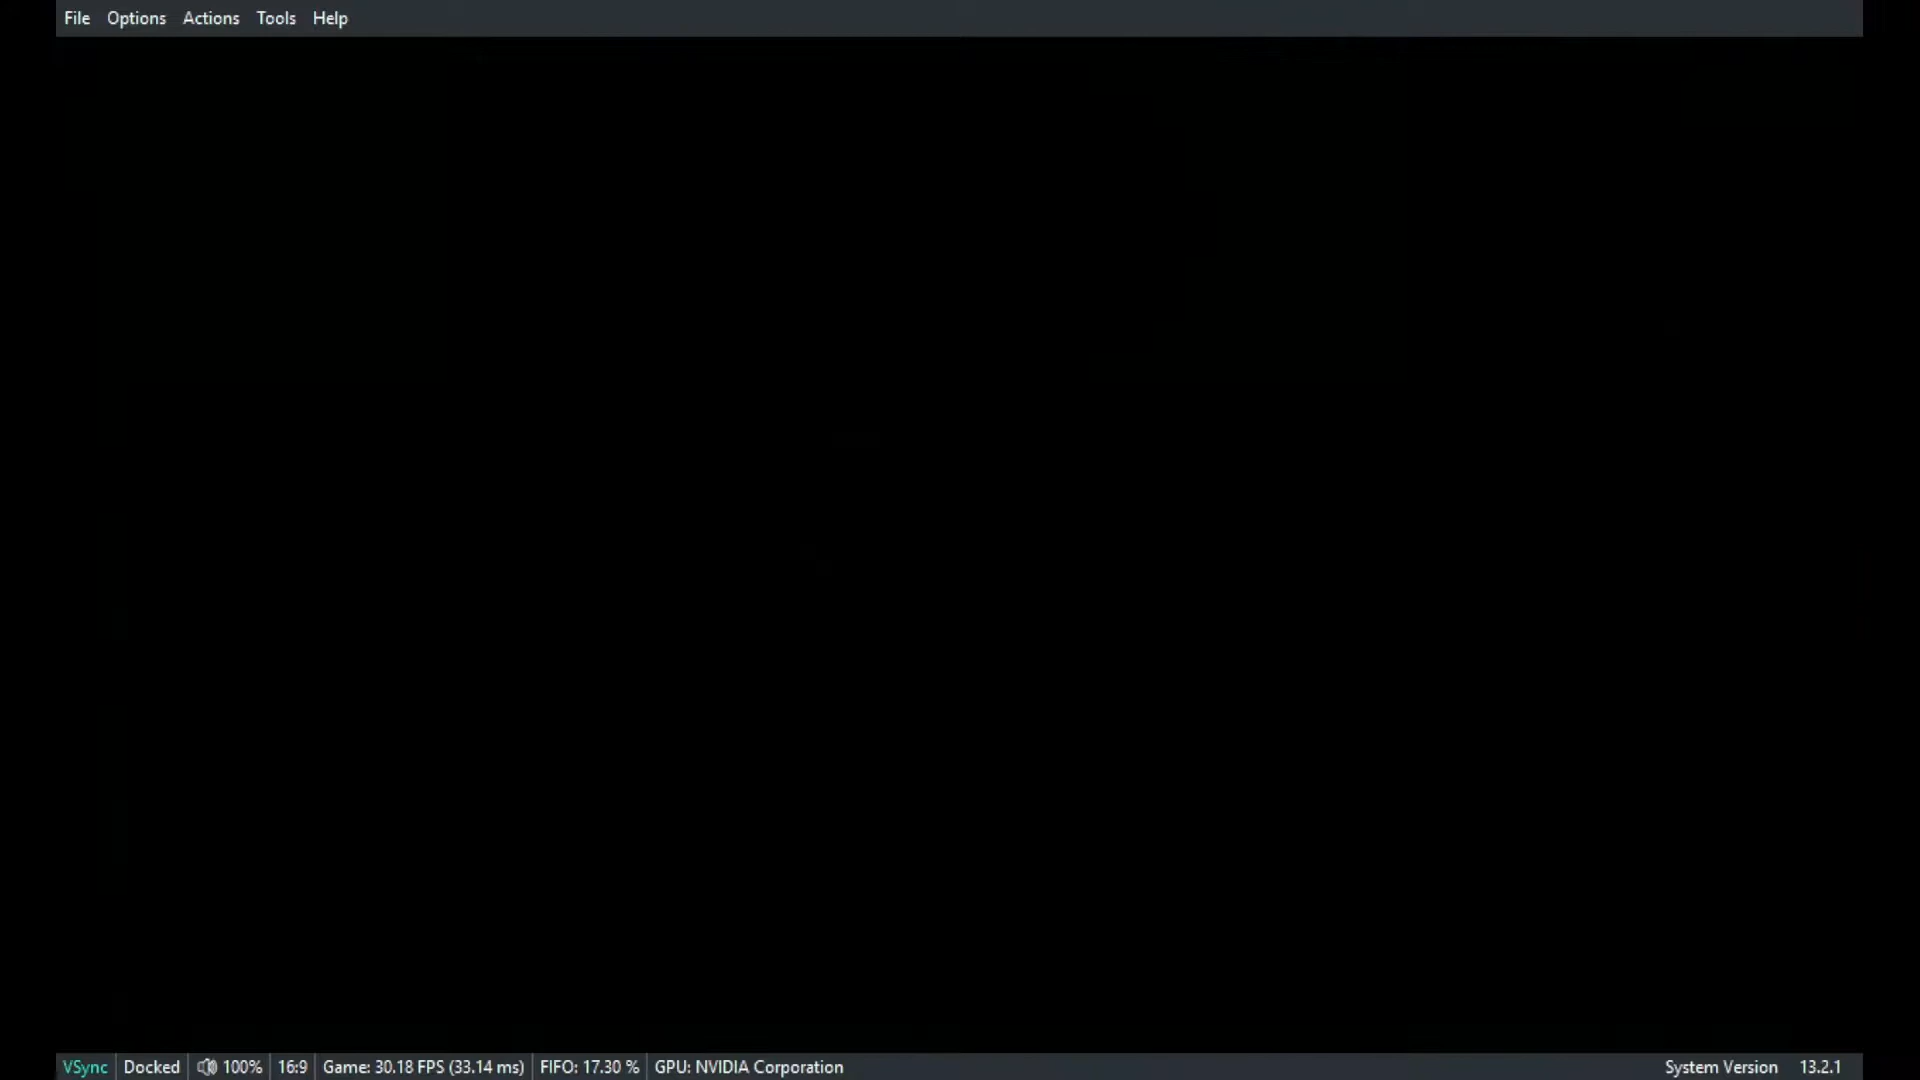 File Options Actions Tools Help
VSync Docked 100% 16:9 Game: 30.18 FPS (33.14 ms) FIFO: 17.30 % GPU: NVIDIA Corporation System Version 13.2.1